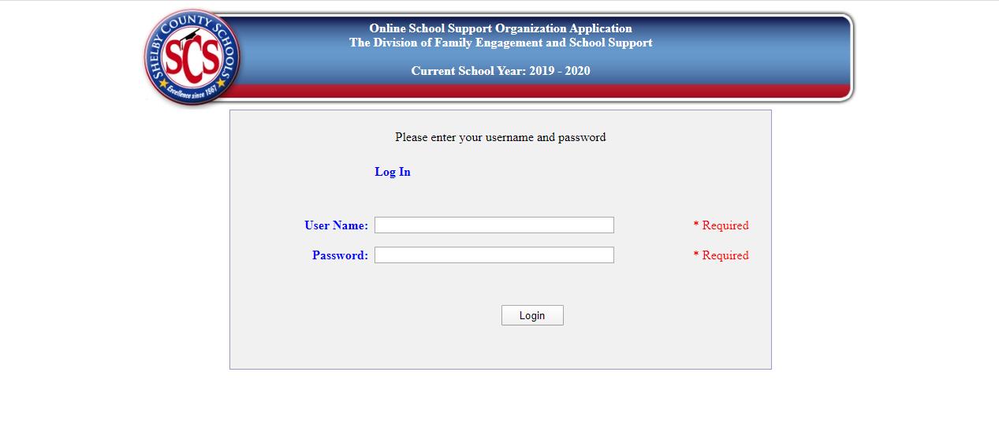 SHELBY COUNTY SCHOOLS
SCS
Excellence since 1867
Online School Support Organization Application
The Division of Family Engagement and School Support
Current School Year: 2019 - 2020
Please enter your username and password
Log In
User Name: * Required
Password: * Required
Login